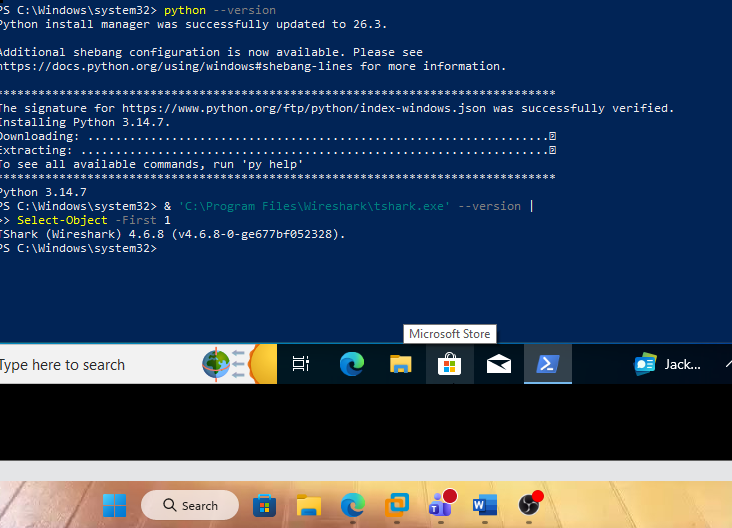 PS C:\Windows\system32> python --version
Python install manager was successfully updated to 26.3.
Additional shebang configuration is now available. Please see
https://docs.python.org/using/windows#shebang-lines for more information.
********************************************************************************
The signature for https://www.python.org/ftp/python/index-windows.json was successfully verified.
Installing Python 3.14.7.
Downloading: ..................................................................
Extracting: ...................................................................
To see all available commands, run 'py help'
********************************************************************************
Python 3.14.7
PS C:\Windows\system32> & 'C:\Program Files\Wireshark\tshark.exe' --version |
>> Select-Object -First 1
TShark (Wireshark) 4.6.8 (v4.6.8-0-ge677bf052328).
PS C:\Windows\system32>
Microsoft Store
Type here to search
Jack...
Search